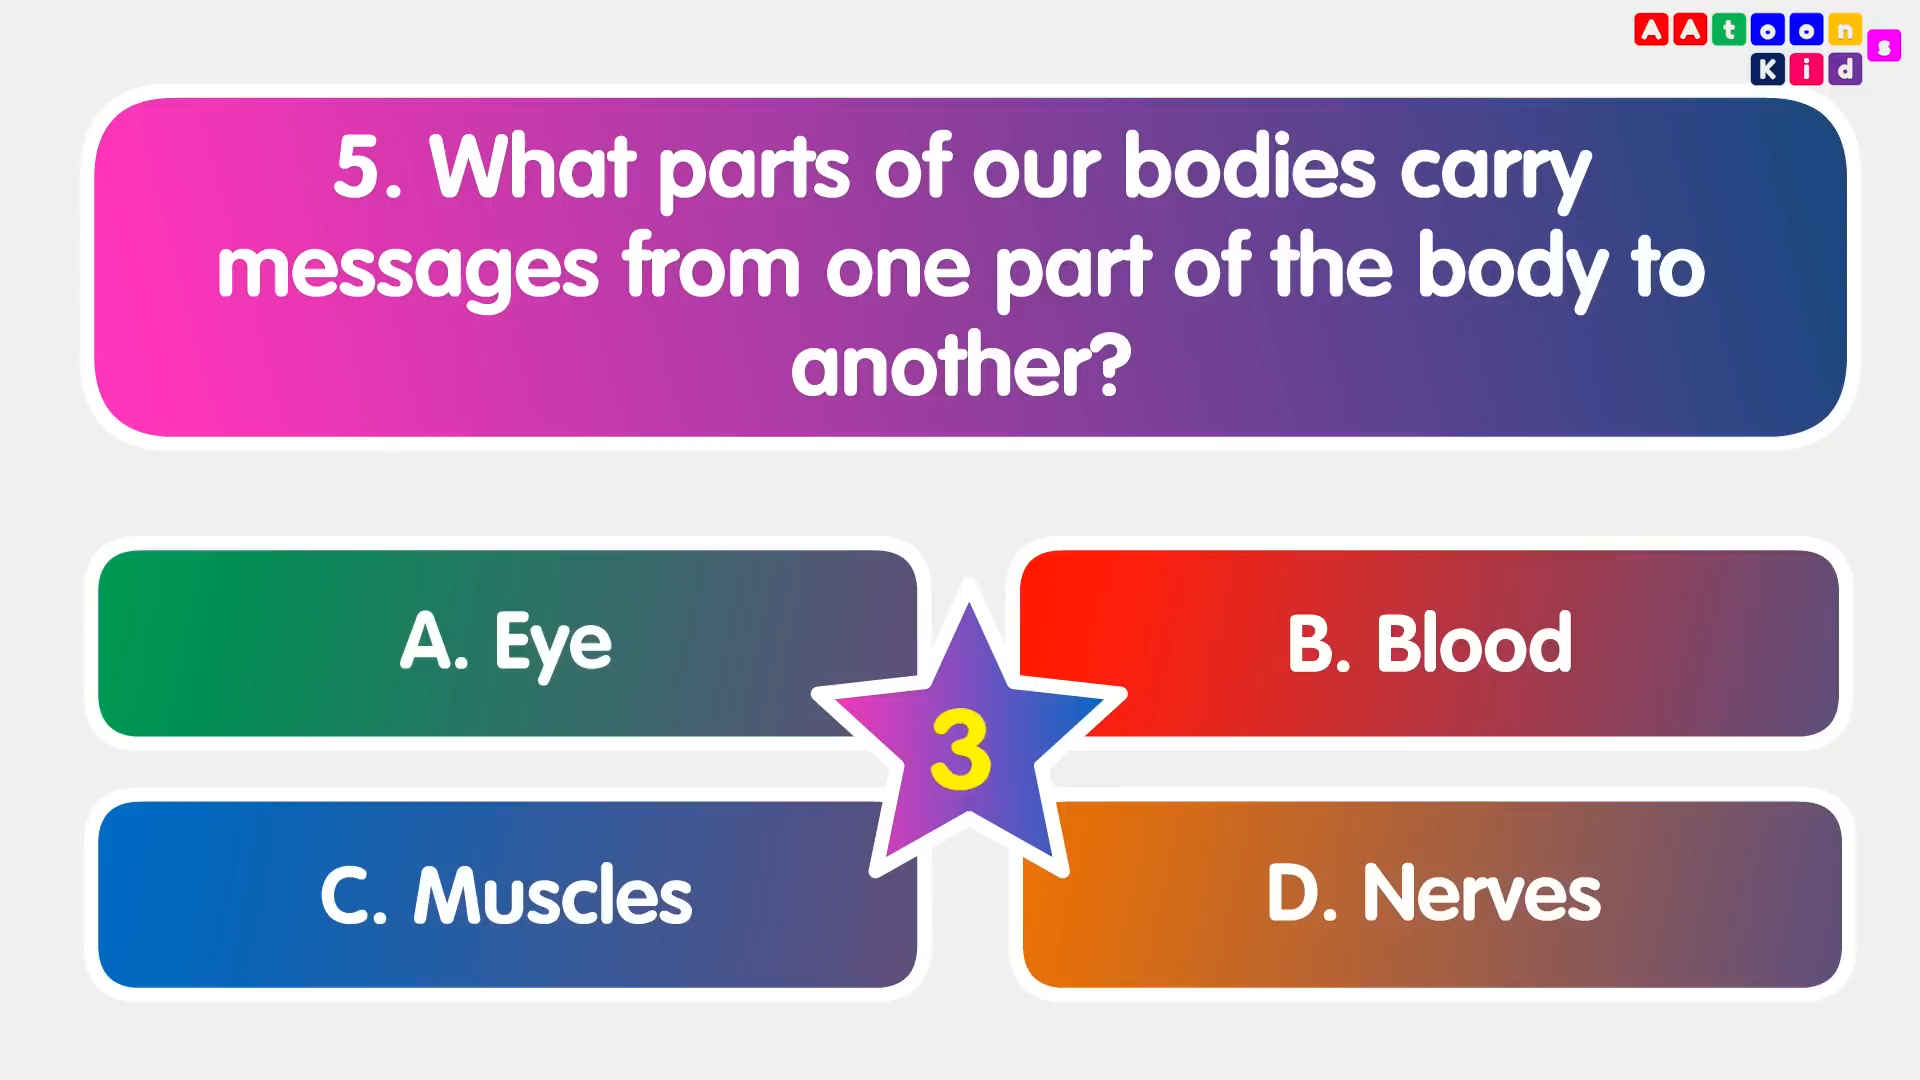 AAtoons
Kid
5. What parts of our bodies carry
messages from one part of the body to
another?
A. Eye
B. Blood
3
C. Muscles
D. Nerves